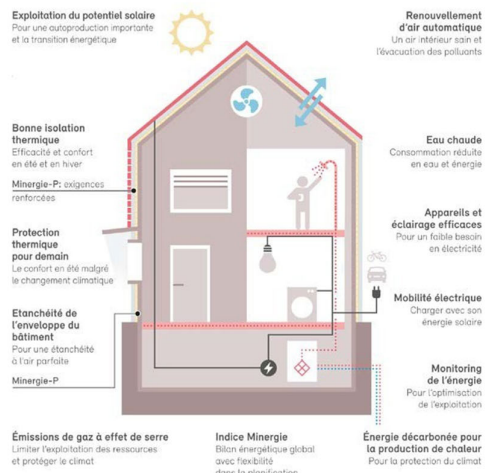 Exploitation du potentiel solaire
Pour une autoproduction importante
et la transition énergétique
Renouvellement
d'air automatique
Un air intérieur sain et
l'évacuation des polluants
Bonne isolation
thermique
Efficacité et confort
en été et en hiver
Minergie-P: exigences
renforcées
Eau chaude
Consommation réduite
en eau et énergie
Protection
thermique
pour demain
Le confort en été malgré
le changement climatique
Appareils et
éclairage efficaces
Pour un faible besoin
en électricité
Mobilité électrique
Charger avec son
énergie solaire
Etanchéité de
l'enveloppe du
bâtiment
Pour une étanchéité
à l'air parfaite
Minergie-P
Monitoring
de l'énergie
Pour l'optimisation
de l'exploitation
Émissions de gaz à effet de serre
Limiter l'exploitation des ressources
et protéger le climat
Indice Minergie
Bilan énergétique global
avec flexibilité
dans la planification
Énergie décarbonée pour
la production de chaleur
Pour la protection du climat